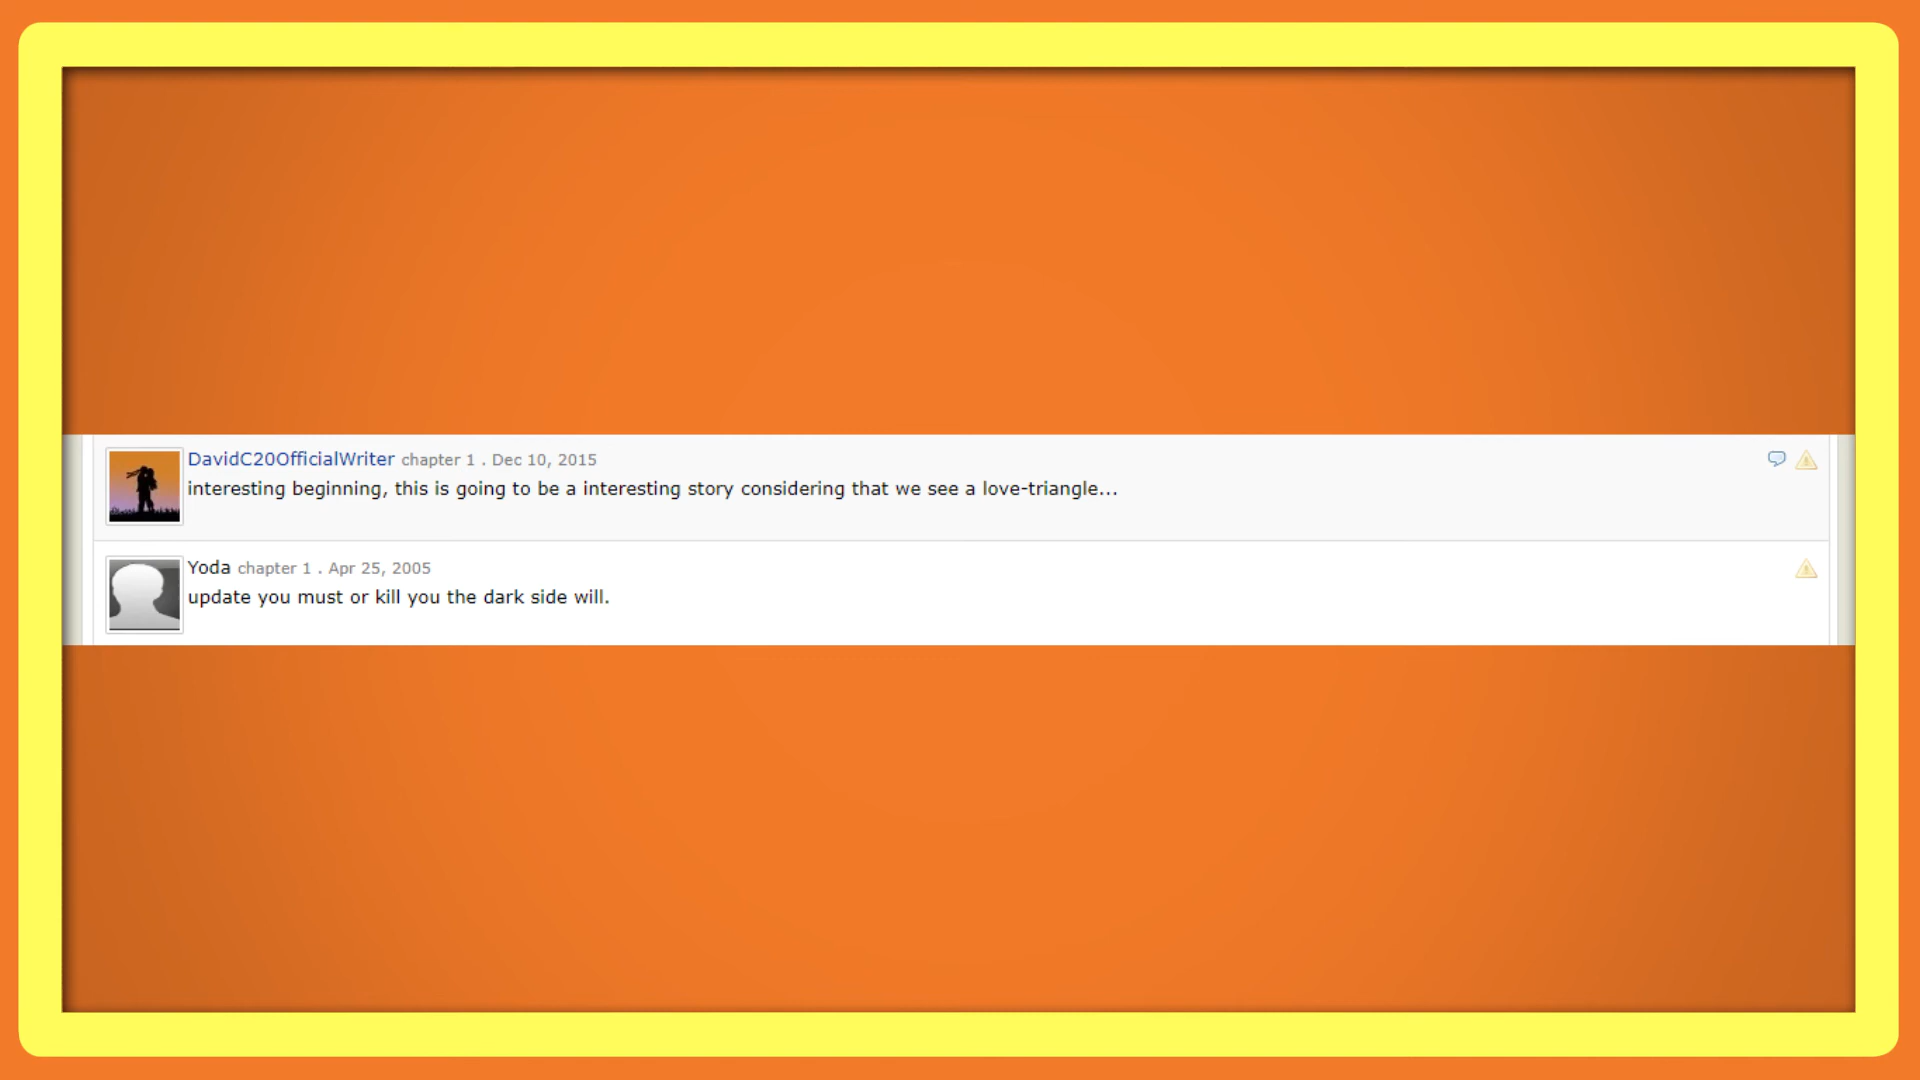 DavidC20OfficialWriter chapter 1 . Dec 10, 2015
interesting beginning, this is going to be a interesting story considering that we see a love-triangle...
Yoda chapter 1 . Apr 25, 2005
update you must or kill you the dark side will.